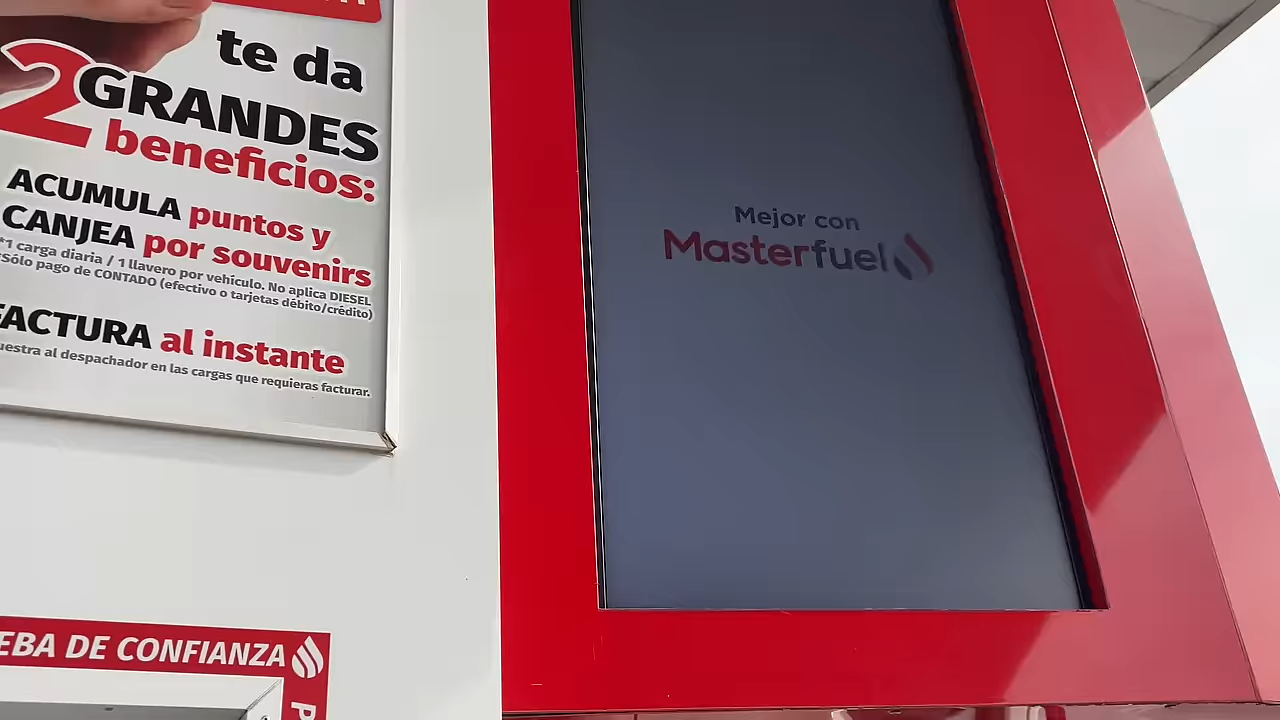 te da
2 GRANDES
beneficios:
ACUMULA puntos y
CANJEA por souvenirs
*1 carga diaria / 1 llavero por vehículo. No aplica DIESEL
*Sólo pago de CONTADO (efectivo o tarjetas débito/crédito)
FACTURA al instante
al despachador en las cargas que requieras facturar.
Mejor con
Masterfuel
DE CONFIANZA